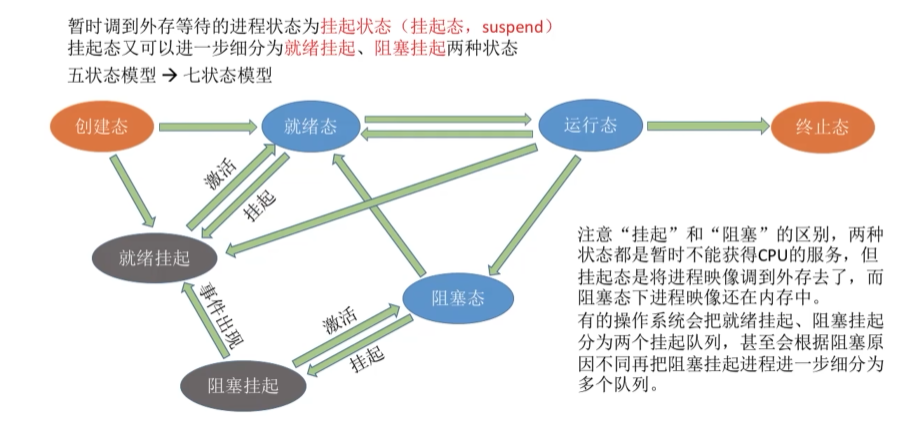 暂时调到外存等待的进程状态为挂起状态（挂起态，suspend）
挂起态又可以进一步细分为就绪挂起、阻塞挂起两种状态
五状态模型→七状态模型
创建态
就绪态
运行态
终止态
激活
挂起
就绪挂起
事件出现
阻塞态
激活
挂起
阻塞挂起
注意“挂起”和“阻塞”的区别，两种
状态都是暂时不能获得CPU的服务，但
挂起态是将进程映像调到外存去了，而
阻塞态下进程映像还在内存中。
有的操作系统会把就绪挂起、阻塞挂起
分为两个挂起队列，甚至会根据阻塞原
因不同再把阻塞挂起进程进一步细分为
多个队列。